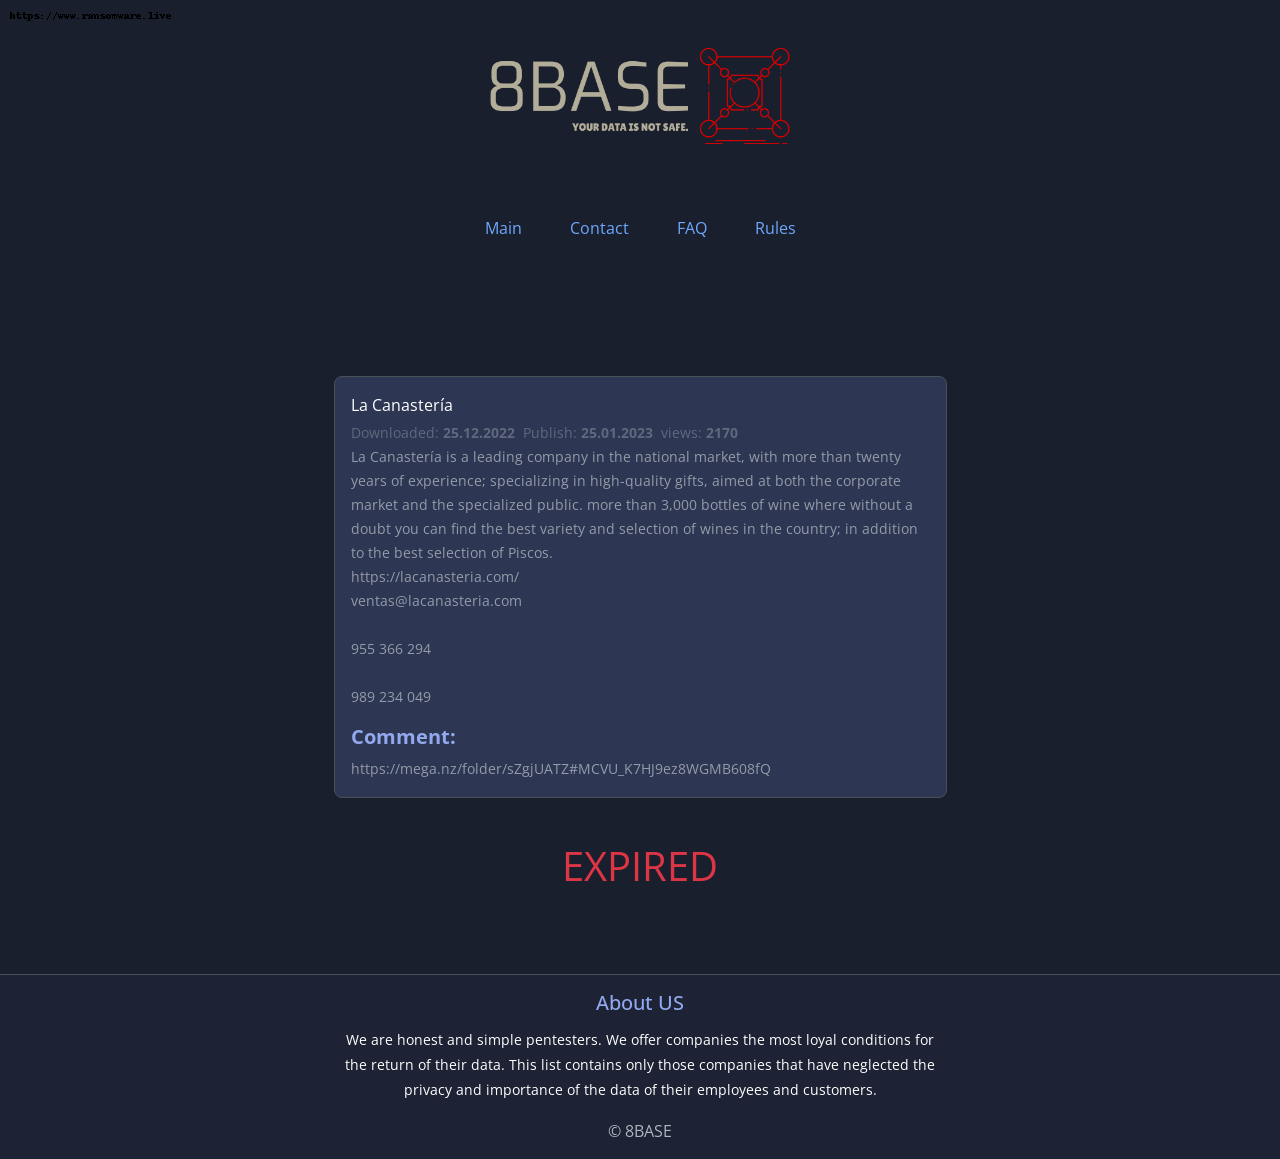 https://www.ransomware.live
8BASE
YOUR DATA IS NOT SAFE.
Main Contact FAQ Rules
La Canastería
Downloaded: 25.12.2022 Publish: 25.01.2023 views: 2170
La Canastería is a leading company in the national market, with more than twenty
years of experience; specializing in high-quality gifts, aimed at both the corporate
market and the specialized public. more than 3,000 bottles of wine where without a
doubt you can find the best variety and selection of wines in the country; in addition
to the best selection of Piscos.
https://lacanasteria.com/
ventas@lacanasteria.com
955 366 294
989 234 049
Comment:
https://mega.nz/folder/sZgjUATZ#MCVU_K7HJ9ez8WGMB608fQ
EXPIRED
About US
We are honest and simple pentesters. We offer companies the most loyal conditions for
the return of their data. This list contains only those companies that have neglected the
privacy and importance of the data of their employees and customers.
© 8BASE